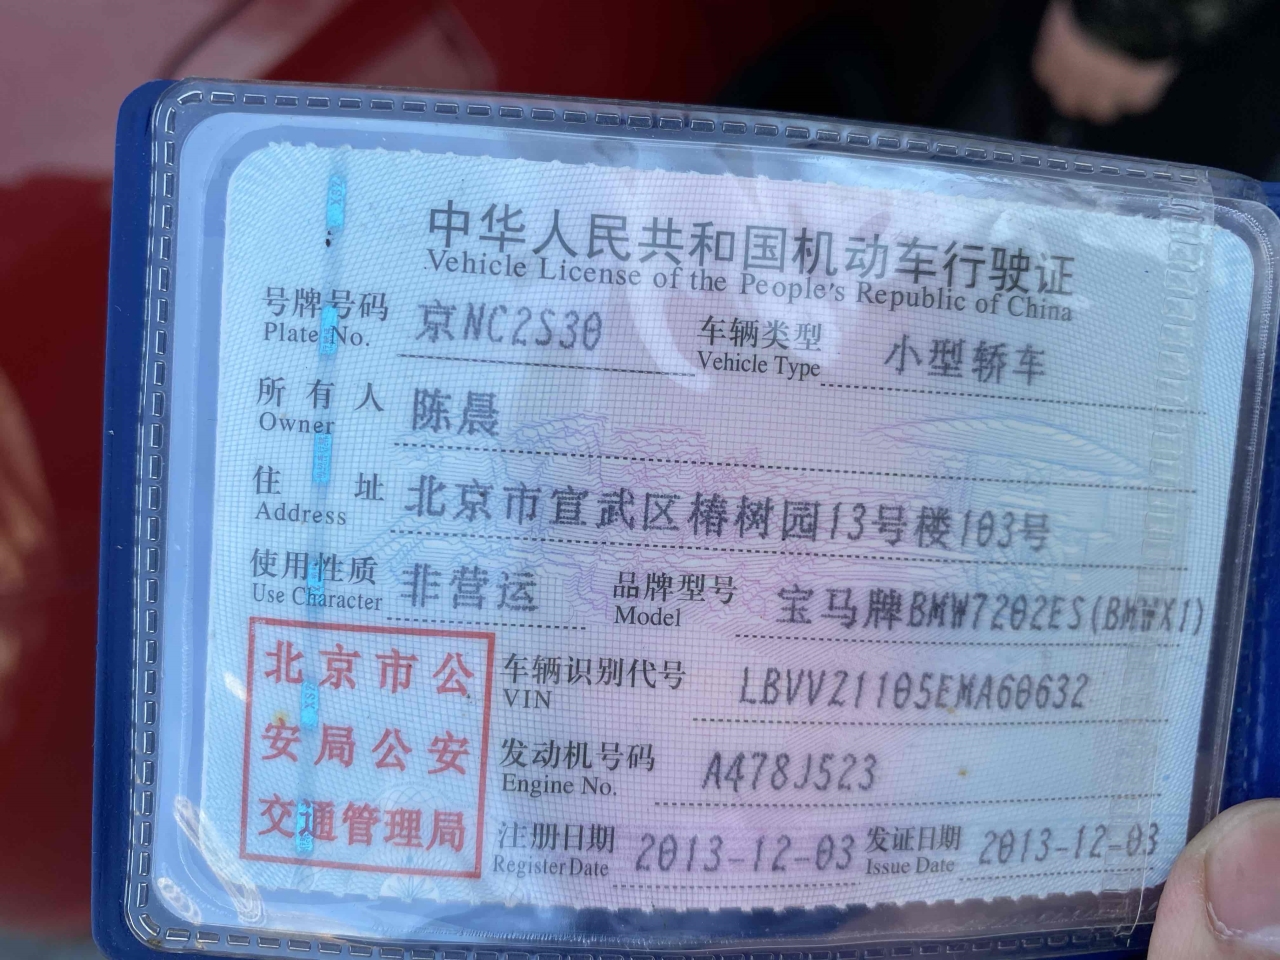 中华人民共和国机动车行驶证
Vehicle License of the People's Republic of China
号牌号码 京NC2S30 车辆类型 小型轿车
Plate No. Vehicle Type
所有人 陈晨
Owner
住址 北京市宣武区椿树园13号楼103号
Address
使用性质 非营运 品牌型号 宝马牌BMW7202ES(BMWX1)
Use Character Model
北京市公安局公安交通管理局
车辆识别代号 LBVVZ1105EMA60632
VIN
发动机号码 A478J523
Engine No.
注册日期 2013-12-03 发证日期 2013-12-03
Register Date Issue Date